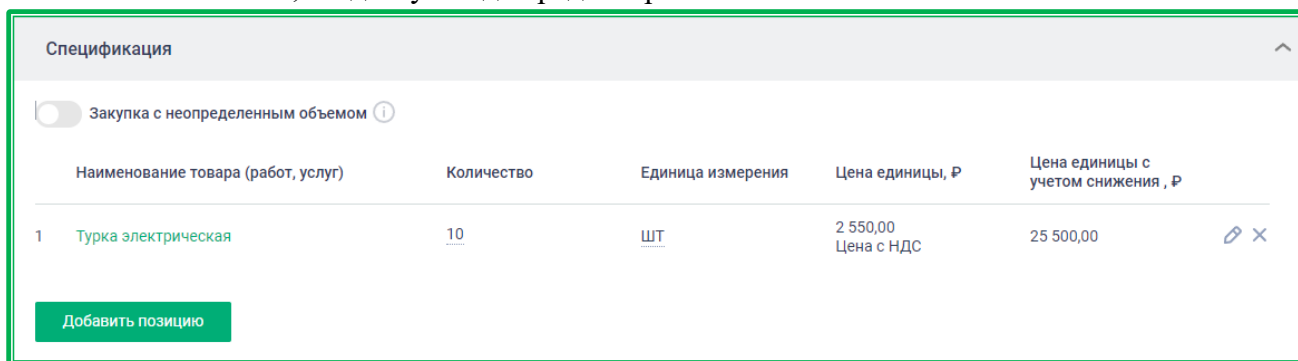 Спецификация
Закупка с неопределенным объемом
Наименование товара (работ, услуг) Количество Единица измерения Цена единицы, ₽ Цена единицы с учетом снижения , ₽
1 Турка электрическая 10 ШТ 2 550,00 Цена с НДС 25 500,00
Добавить позицию